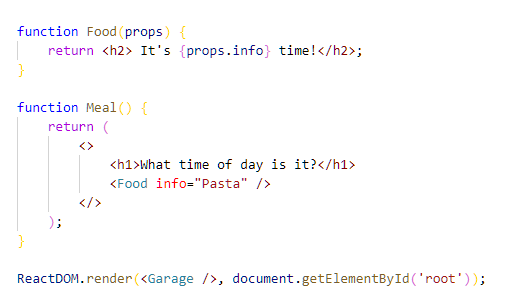 function Food(props) {
    return <h2> It's {props.info} time!</h2>;
}

function Meal() {
    return (
        <>
            <h1>What time of day is it?</h1>
            <Food info="Pasta" />
        </>
    );
}

ReactDOM.render(<Garage />, document.getElementById('root'));